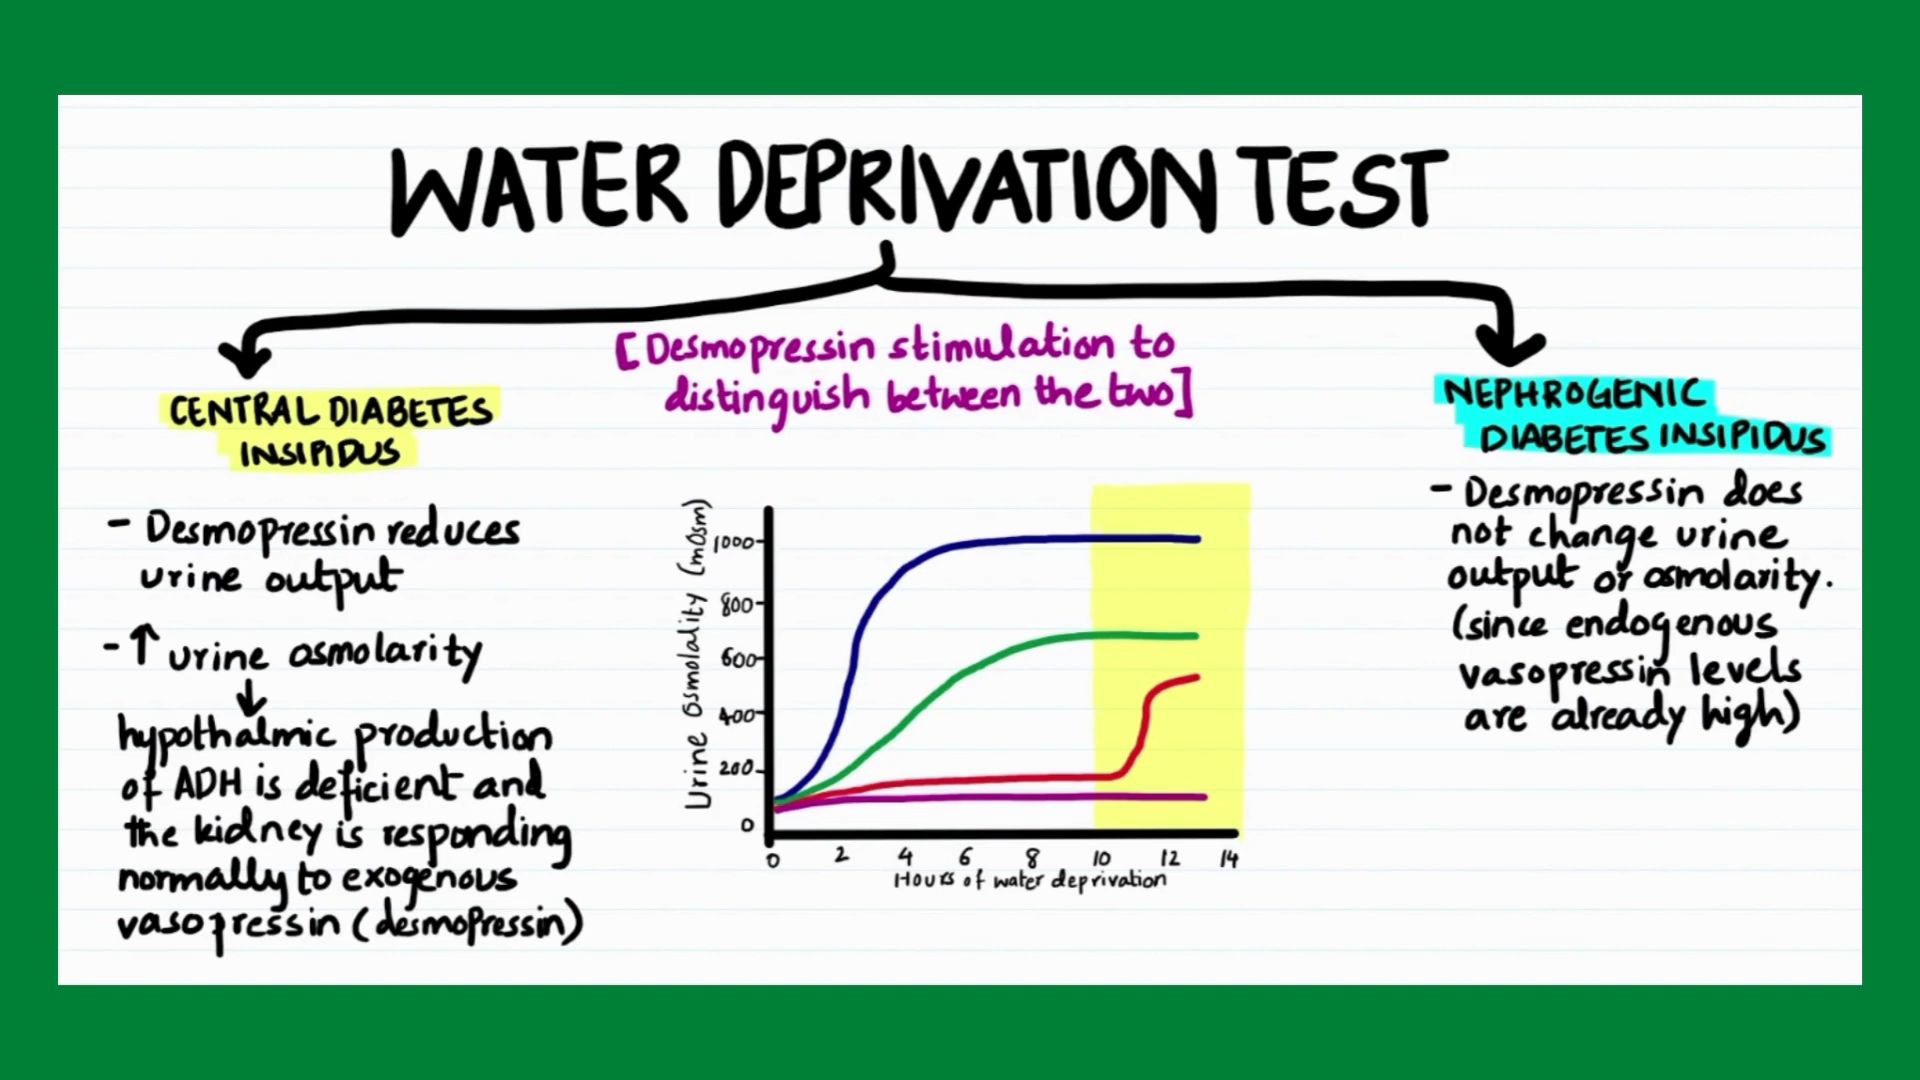 WATER DEPRIVATION TEST
[Desmopressin stimulation to
distinguish between the two]
CENTRAL DIABETES
INSIPIDUS
- Desmopressin reduces
urine output
- ↑ urine osmolarity
↓
hypothalmic production
of ADH is deficient and
the kidney is responding
normally to exogenous
vasopressin (desmopressin)
Urine Osmolality (mOsm)
1000
800
600
400
200
0
0 2 4 6 8 10 12 14
Hours of water deprivation
NEPHROGENIC
DIABETES INSIPIDUS
- Desmopressin does
not change urine
output or osmolarity.
(since endogenous
vasopressin levels
are already high)